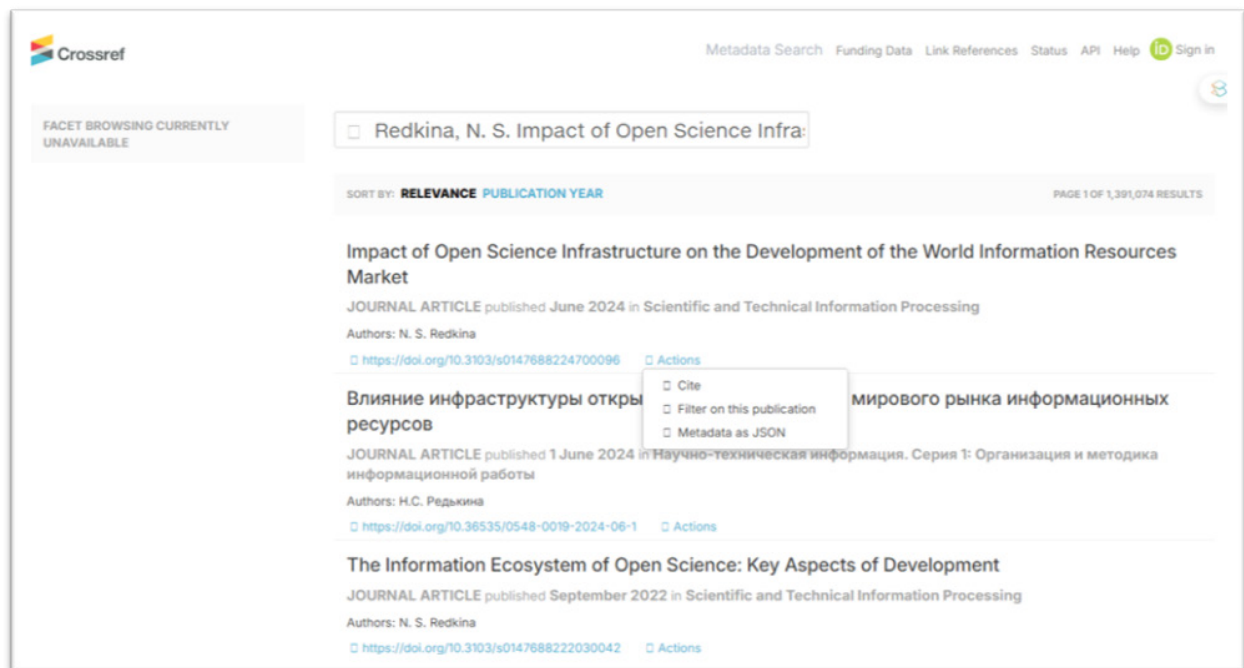 Crossref
Metadata Search Funding Data Link References Status API Help iD Sign in
FACET BROWSING CURRENTLY
UNAVAILABLE
Redkina, N. S. Impact of Open Science Infra
SORT BY: RELEVANCE PUBLICATION YEAR
PAGE 1 OF 1,391,074 RESULTS
Impact of Open Science Infrastructure on the Development of the World Information Resources
Market
JOURNAL ARTICLE published June 2024 in Scientific and Technical Information Processing
Authors: N. S. Redkina
https://doi.org/10.3103/s0147688224700096 Actions
Cite
Filter on this publication
Metadata as JSON
Влияние инфраструктуры откры мирового рынка информационных
ресурсов
JOURNAL ARTICLE published 1 June 2024 in Научно-техническая информация. Серия 1: Организация и методика
информационной работы
Authors: Н.С. Редькина
https://doi.org/10.36535/0548-0019-2024-06-1 Actions
The Information Ecosystem of Open Science: Key Aspects of Development
JOURNAL ARTICLE published September 2022 in Scientific and Technical Information Processing
Authors: N. S. Redkina
https://doi.org/10.3103/s0147688222030042 Actions